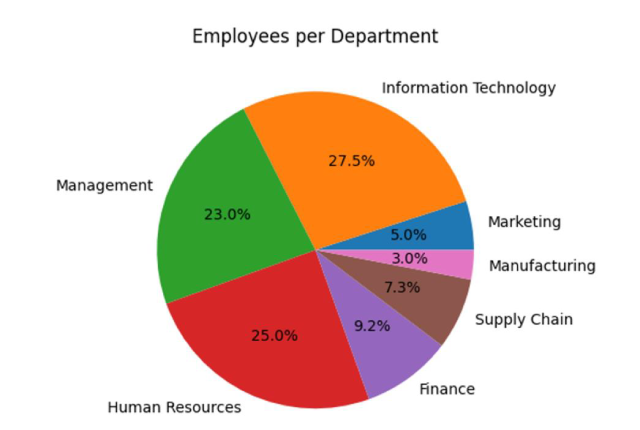 Employees per Department
Information Technology
27.5%
Management
23.0%
Marketing
5.0%
3.0%
Manufacturing
7.3%
Supply Chain
9.2%
25.0%
Finance
Human Resources